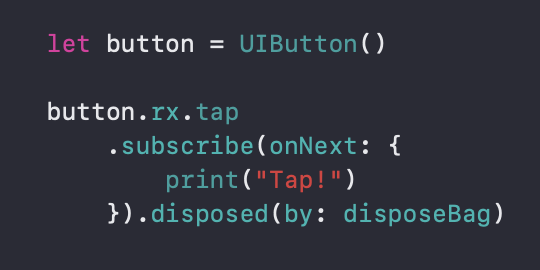 let button = UIButton()
button.rx.tap
.subscribe(onNext: {
print("Tap!")
}).disposed(by: disposeBag)